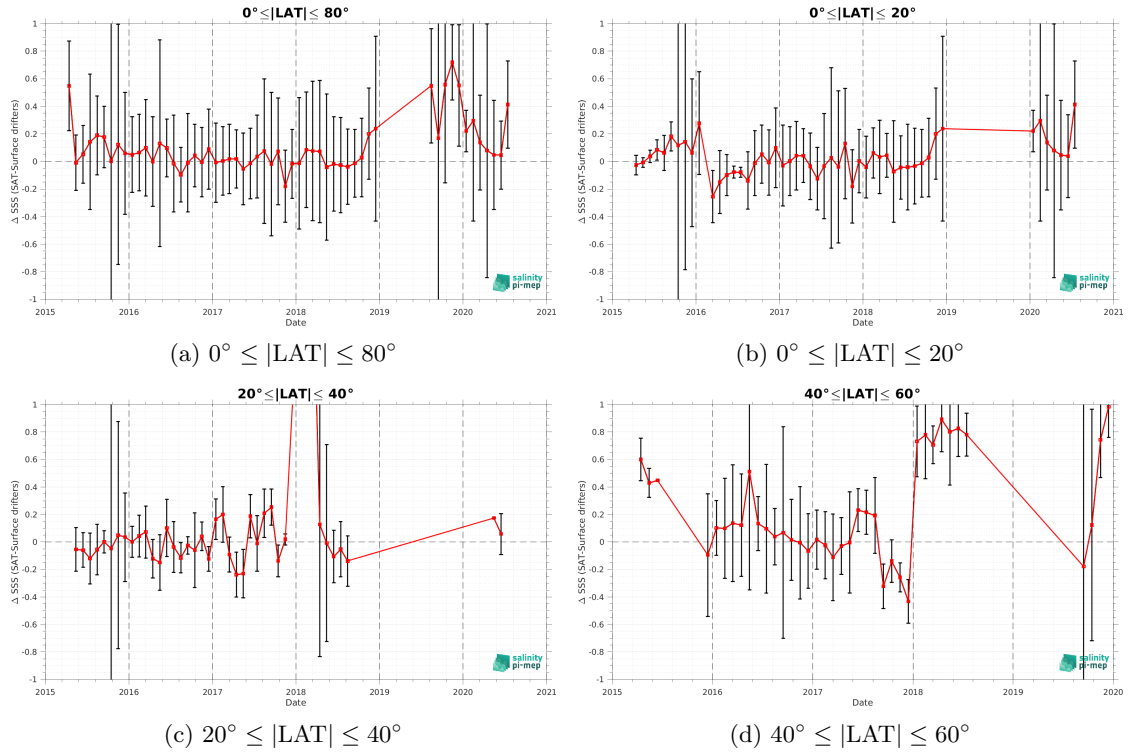 0°≤|LAT|≤ 80°
1
0.8
0.6
0.4
0.2
0
-0.2
-0.4
-0.6
-0.8
-1
Δ SSS (SAT-Surface drifters)
2015 2016 2017 2018 2019 2020 2021
Date
salinity
pi-mep
(a) 0° ≤ |LAT| ≤ 80°
0°≤|LAT|≤ 20°
1
0.8
0.6
0.4
0.2
0
-0.2
-0.4
-0.6
-0.8
-1
Δ SSS (SAT-Surface drifters)
2015 2016 2017 2018 2019 2020 2021
Date
salinity
pi-mep
(b) 0° ≤ |LAT| ≤ 20°
20°≤|LAT|≤ 40°
1
0.8
0.6
0.4
0.2
0
-0.2
-0.4
-0.6
-0.8
-1
Δ SSS (SAT-Surface drifters)
2015 2016 2017 2018 2019 2020 2021
Date
salinity
pi-mep
(c) 20° ≤ |LAT| ≤ 40°
40°≤|LAT|≤ 60°
1
0.8
0.6
0.4
0.2
0
-0.2
-0.4
-0.6
-0.8
-1
Δ SSS (SAT-Surface drifters)
2015 2016 2017 2018 2019 2020
Date
salinity
pi-mep
(d) 40° ≤ |LAT| ≤ 60°